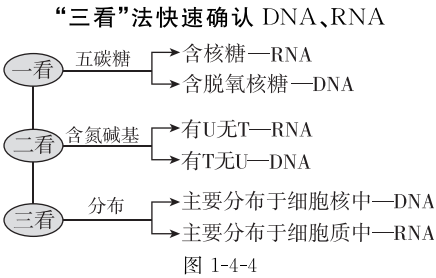 “三看”法快速确认 DNA、RNA
一看
五碳糖
含核糖—RNA
含脱氧核糖—DNA
二看
含氮碱基
有U无T—RNA
有T无U—DNA
三看
分布
主要分布于细胞核中—DNA
主要分布于细胞质中—RNA
图 1-4-4